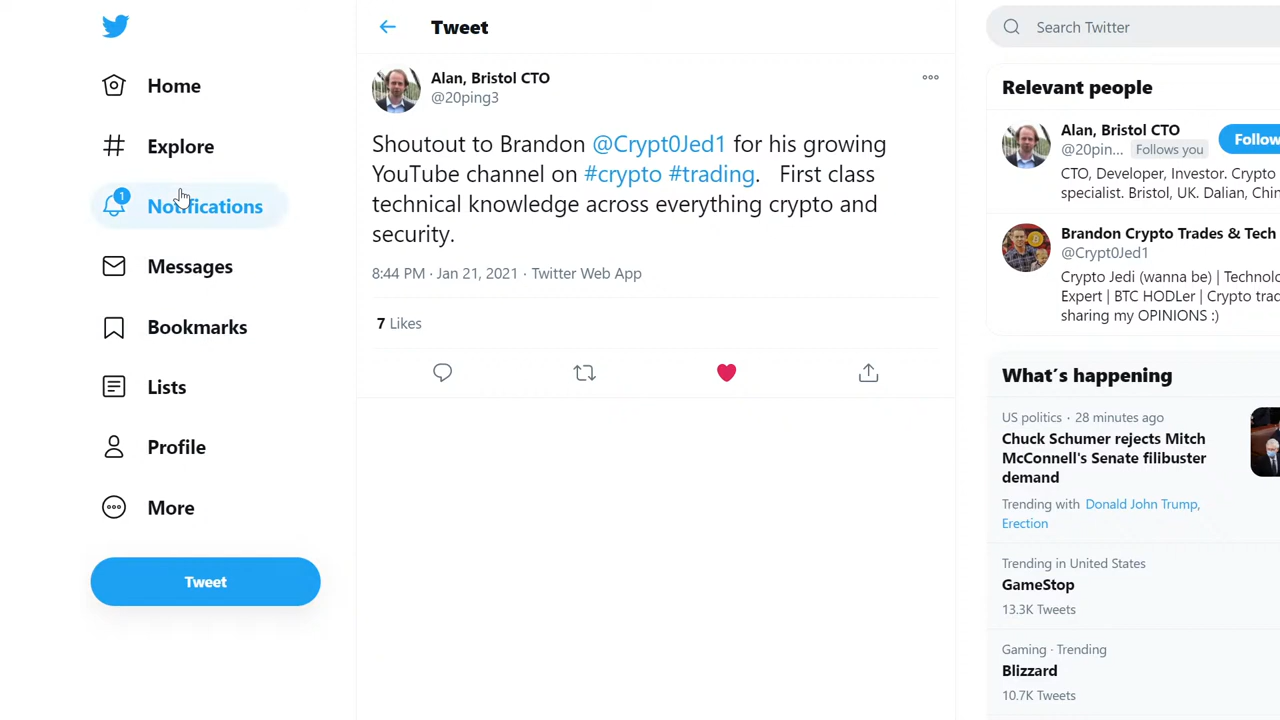 Home
Explore
1
Notifications
Messages
Bookmarks
Lists
Profile
More
Tweet
Tweet
Alan, Bristol CTO
@20ping3
Shoutout to Brandon @Crypt0Jed1 for his growing
YouTube channel on #crypto #trading.   First class
technical knowledge across everything crypto and
security.
8:44 PM · Jan 21, 2021 · Twitter Web App
7 Likes
Search Twitter
Relevant people
Alan, Bristol CTO
@20pin... Follows you
Follow
CTO, Developer, Investor. Crypto
specialist. Bristol, UK. Dalian,
Brandon Crypto Trades & Tech
@Crypt0Jed1
Crypto Jedi (wanna be) |
Expert | BTC HODLer | Crypto
sharing my OPINIONS :)
What's happening
US politics · 28 minutes ago
Chuck Schumer rejects Mitch
McConnell's Senate filibuster
demand
Trending with Donald John Trump,
Erection
Trending in United States
GameStop
13.3K Tweets
Gaming · Trending
Blizzard
10.7K Tweets